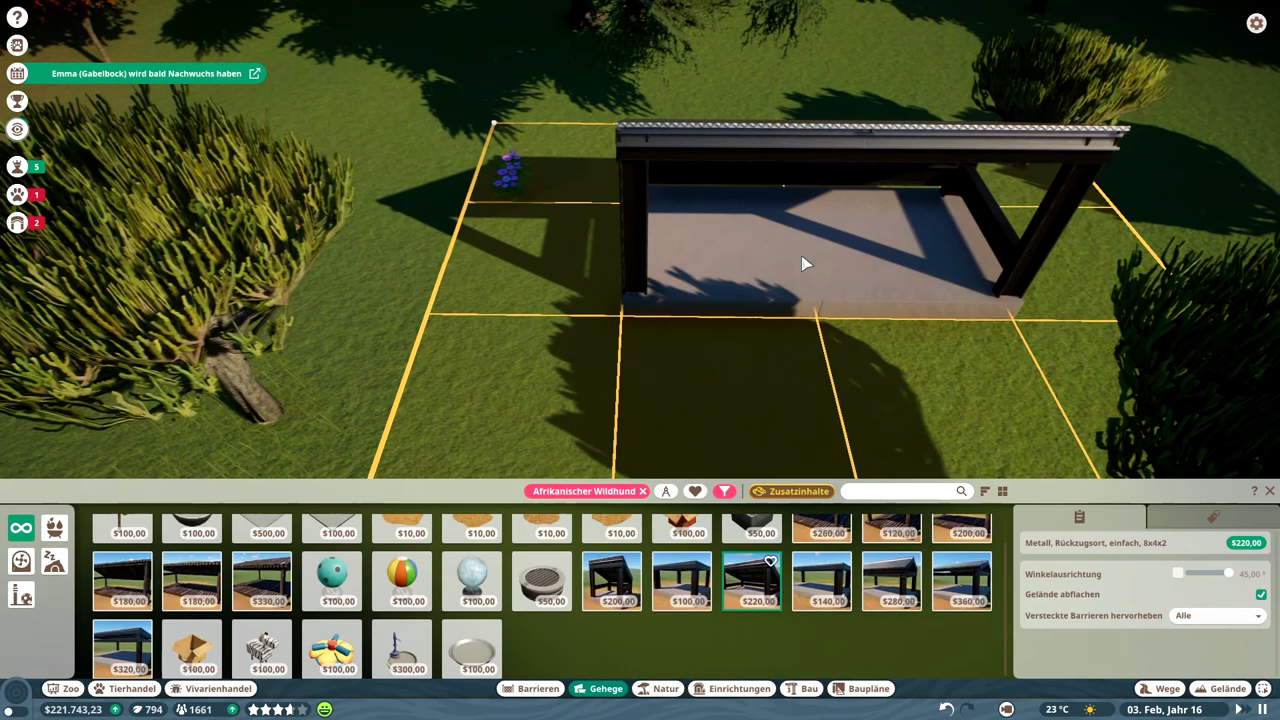 ?
Emma (Gabelbock) wird bald Nachwuchs haben
5
1
2
Afrikanischer Wildhund ✕
Zusatzinhalte
? ✕
$100,00 $100,00 $500,00 $100,00 $10,00 $10,00 $10,00 $10,00 $100,00 $50,00 $260,00 $120,00 $200,00
$180,00 $180,00 $330,00 $100,00 $100,00 $100,00 $50,00 $200,00 $100,00 $220,00 $140,00 $280,00 $360,00
$320,00 $100,00 $100,00 $100,00 $300,00 $100,00
Metall, Rückzugsort, einfach, 8x4x2 $220,00
Winkelausrichtung 45,00 °
Gelände abflachen
Versteckte Barrieren hervorheben Alle
Zoo Tierhandel Vivarienhandel Barrieren Gehege Natur Einrichtungen Bau Baupläne Wege Gelände
$221.743,23 794 1661 23 °C 03. Feb, Jahr 16